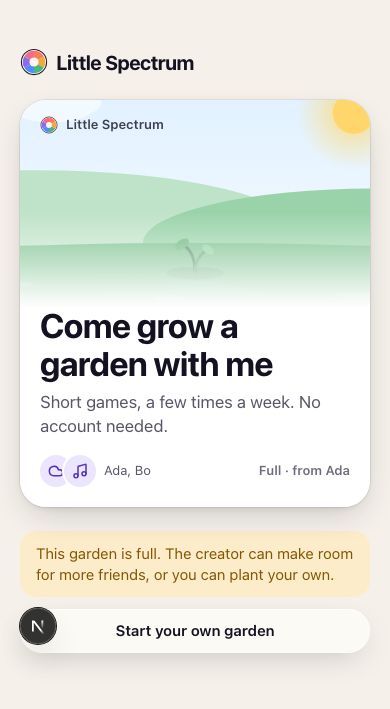 Little Spectrum
Little Spectrum
Come grow a
garden with me
Short games, a few times a week. No
account needed.
Ada, Bo
Full · from Ada
This garden is full. The creator can make room
for more friends, or you can plant your own.
N
Start your own garden